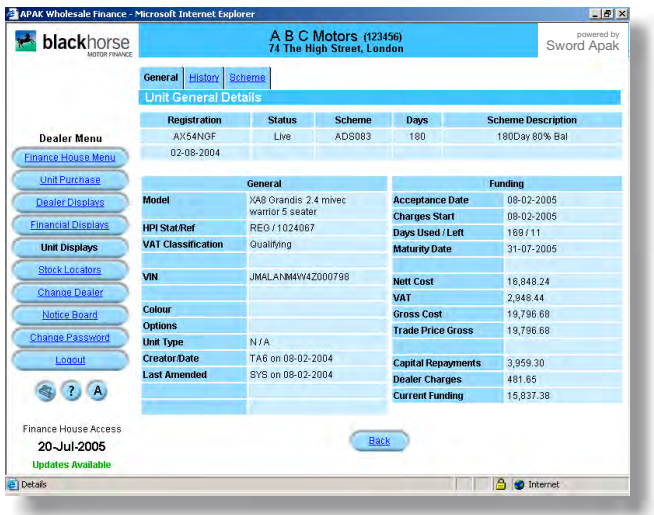 APAK Wholesale Finance - Microsoft Internet Explorer
blackhorse
MOTOR FINANCE
A B C Motors (123456)
74 The High Street, London
powered by
Sword Apak
General History Scheme
Unit General Details
Registration Status Scheme Days Scheme Description
AX54NGF Live ADS083 180 180Day 80% Bal
02-08-2004
Dealer Menu
Finance House Menu
Unit Purchase
Dealer Displays
Financial Displays
Unit Displays
Stock Locators
Change Dealer
Notice Board
Change Password
Logout
? A
Finance House Access
20-Jul-2005
Updates Available
General
Model XA8 Grandis 2.4 mivec
warrior 5 seater
HPI Stat/Ref REG / 1024067
VAT Classification Qualifying
VIN JMALANM4W4Z000798
Colour
Options
Unit Type N / A
Creator/Date TA6 on 08-02-2004
Last Amended SYS on 08-02-2004
Funding
Acceptance Date 08-02-2005
Charges Start 08-02-2005
Days Used / Left 169 / 11
Maturity Date 31-07-2005
Nett Cost 16,848.24
VAT 2,948.44
Gross Cost 19,796.68
Trade Price Gross 19,796.68
Capital Repayments 3,959.30
Dealer Charges 481.65
Current Funding 15,837.38
Back
Details Internet